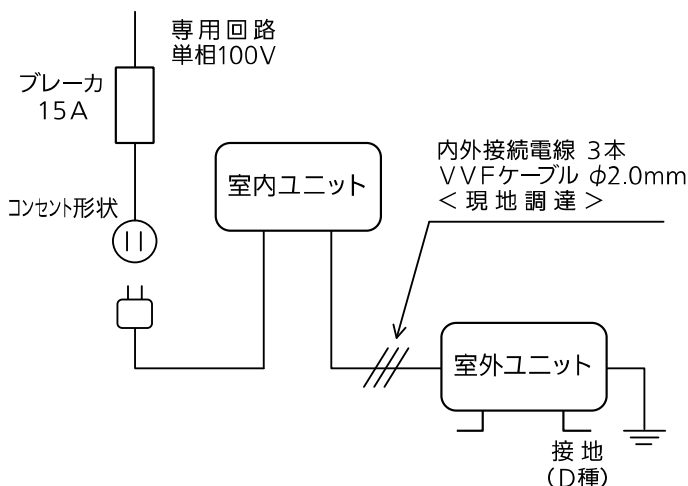 専用回路
単相100V
ブレーカ
15A
コンセント形状
室内ユニット
内外接続電線 3本
VVFケーブル φ2.0mm
<現地調達>
室外ユニット
接地
(D種)